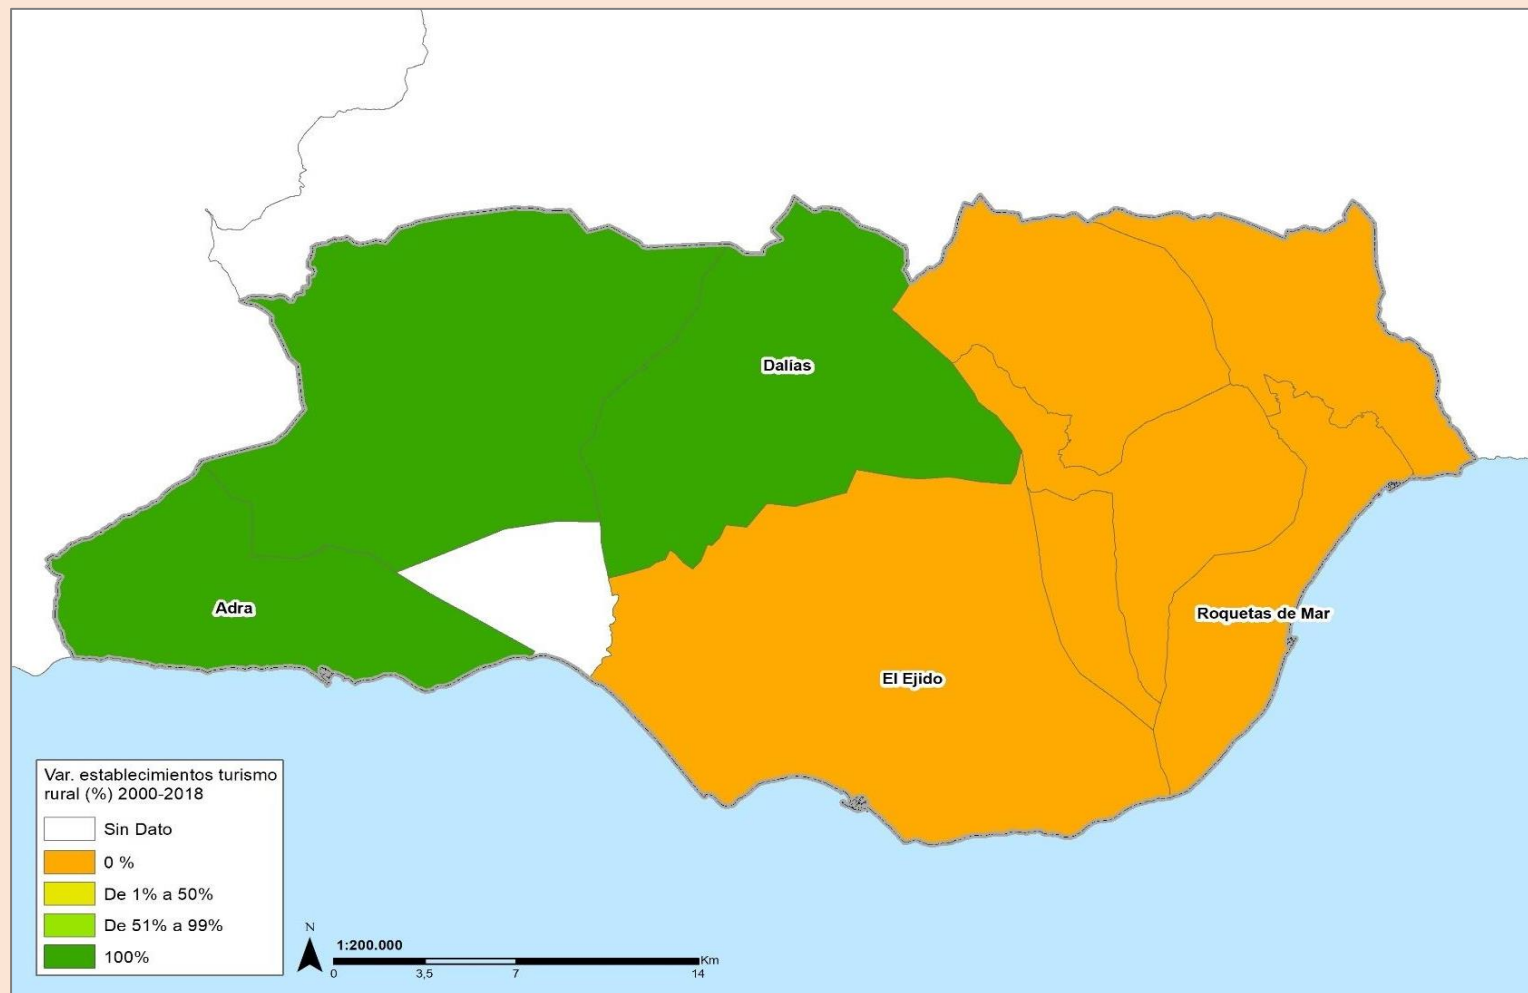 Dalías
Adra
Roquetas de Mar
El Ejido
Var. establecimientos turismo
rural (%) 2000-2018
Sin Dato
0 %
De 1% a 50%
De 51% a 99%
100%
N
1:200.000
Km
0 3,5 7 14